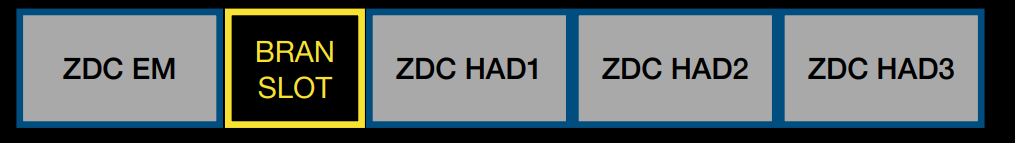 ZDC EM
BRAN
SLOT
ZDC HAD1
ZDC HAD2
ZDC HAD3